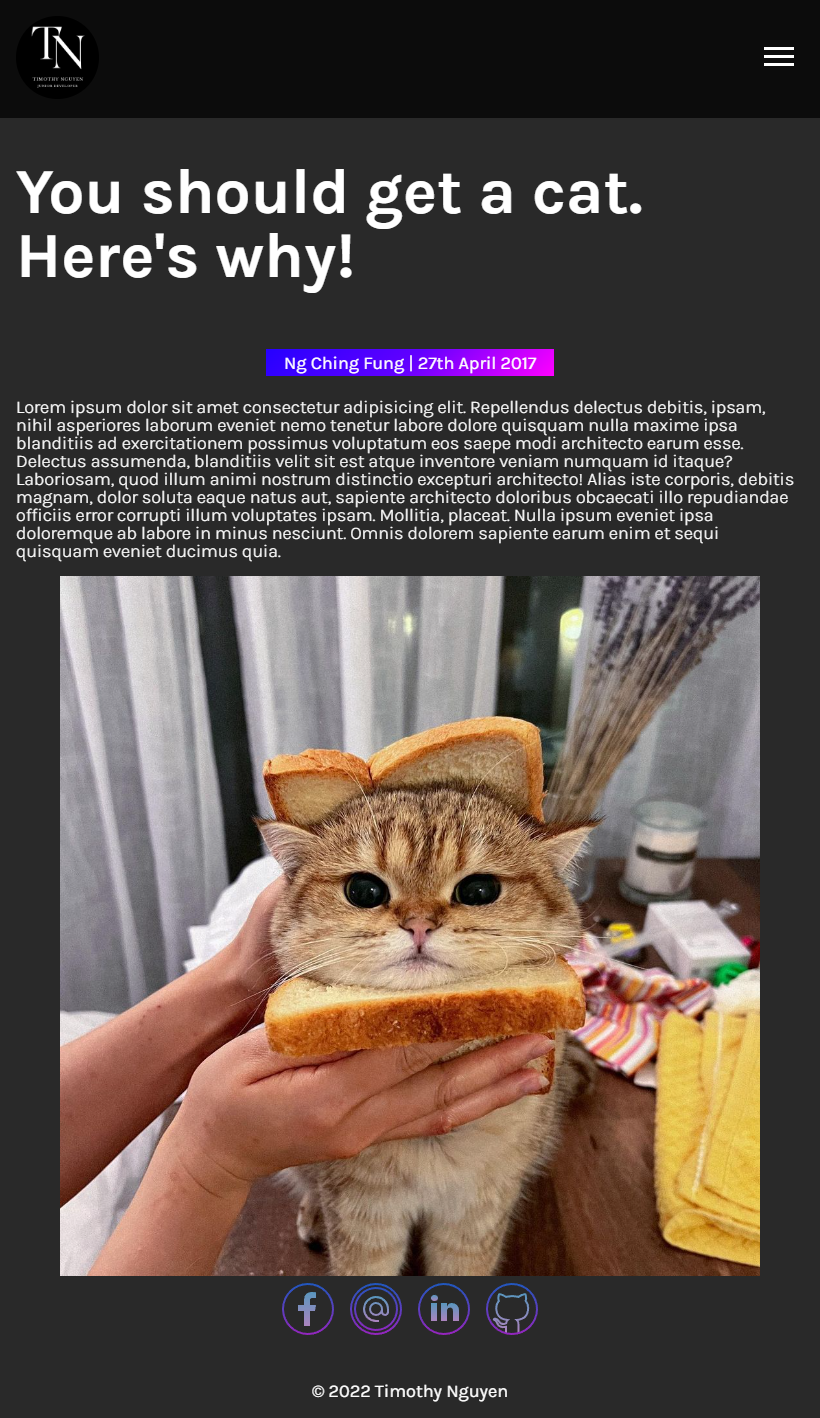 TN
TIMOTHY NGUYEN
JUNIOR DEVELOPER
You should get a cat.
Here's why!
Ng Ching Fung | 27th April 2017
Lorem ipsum dolor sit amet consectetur adipisicing elit. Repellendus delectus debitis, ipsam,
nihil asperiores laborum eveniet nemo tenetur labore dolore quisquam nulla maxime ipsa
blanditiis ad exercitationem possimus voluptatum eos saepe modi architecto earum esse.
Delectus assumenda, blanditiis velit sit est atque inventore veniam numquam id itaque?
Laboriosam, quod illum animi nostrum distinctio excepturi architecto! Alias iste corporis, debitis
magnam, dolor soluta eaque natus aut, sapiente architecto doloribus obcaecati illo repudiandae
officiis error corrupti illum voluptates ipsam. Mollitia, placeat. Nulla ipsum eveniet ipsa
doloremque ab labore in minus nesciunt. Omnis dolorem sapiente earum enim et sequi
quisquam eveniet ducimus quia.
f @ in
© 2022 Timothy Nguyen